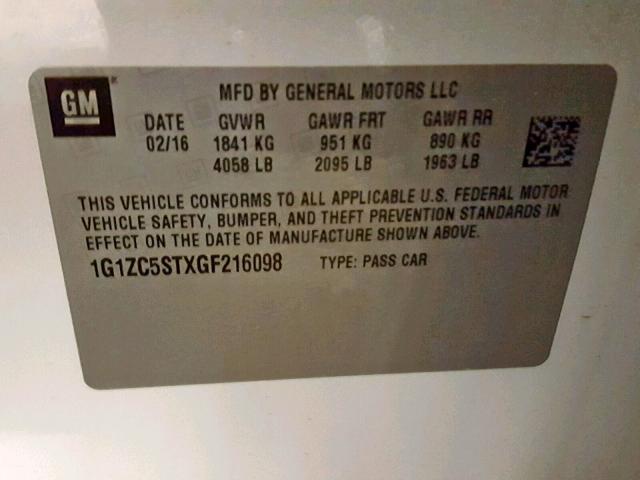 GM
MFD BY GENERAL MOTORS LLC
DATE GVWR GAWR FRT GAWR RR
02/16 1841 KG 951 KG 890 KG
4058 LB 2095 LB 1963 LB
THIS VEHICLE CONFORMS TO ALL APPLICABLE U.S. FEDERAL MOTOR
VEHICLE SAFETY, BUMPER, AND THEFT PREVENTION STANDARDS IN
EFFECT ON THE DATE OF MANUFACTURE SHOWN ABOVE.
1G1ZC5STXGF216098 TYPE: PASS CAR